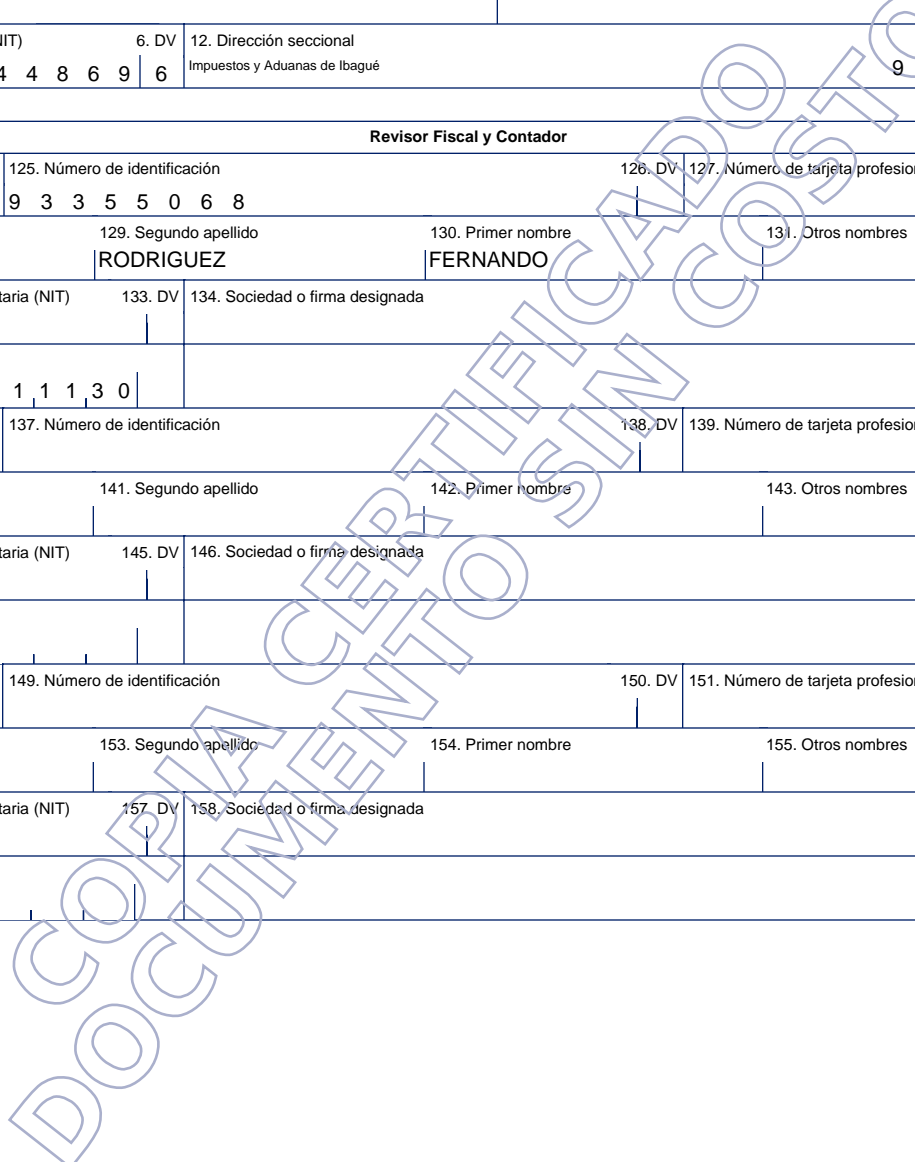 NIT) 6. DV 12. Dirección seccional
4 4 8 6 9 6 Impuestos y Aduanas de Ibagué 9
Revisor Fiscal y Contador
125. Número de identificación 126. DV 127. Número de tarjeta profesion
9 3 3 5 5 0 6 8
129. Segundo apellido 130. Primer nombre 131. Otros nombres
RODRIGUEZ FERNANDO
taria (NIT) 133. DV 134. Sociedad o firma designada
1 1 1 3 0
137. Número de identificación 138. DV 139. Número de tarjeta profesion
141. Segundo apellido 142. Primer nombre 143. Otros nombres
taria (NIT) 145. DV 146. Sociedad o firma designada
149. Número de identificación 150. DV 151. Número de tarjeta profesion
153. Segundo apellido 154. Primer nombre 155. Otros nombres
taria (NIT) 157. DV 158. Sociedad o firma designada
COPIA CERTIFICADO
DOCUMENTO SIN COSTO